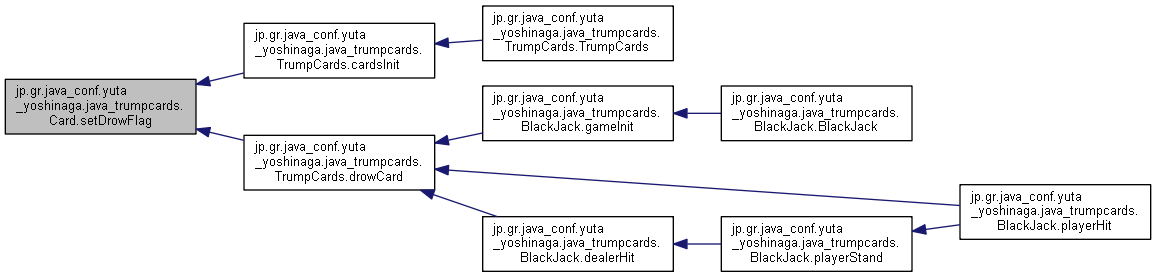 jp.gr.java_conf.yuta
_yoshinaga.java_trumpcards.
Card.setDrowFlag
jp.gr.java_conf.yuta
_yoshinaga.java_trumpcards.
TrumpCards.cardsInit
jp.gr.java_conf.yuta
_yoshinaga.java_trumpcards.
TrumpCards.TrumpCards
jp.gr.java_conf.yuta
_yoshinaga.java_trumpcards.
TrumpCards.drowCard
jp.gr.java_conf.yuta
_yoshinaga.java_trumpcards.
BlackJack.gameInit
jp.gr.java_conf.yuta
_yoshinaga.java_trumpcards.
BlackJack.BlackJack
jp.gr.java_conf.yuta
_yoshinaga.java_trumpcards.
BlackJack.dealerHit
jp.gr.java_conf.yuta
_yoshinaga.java_trumpcards.
BlackJack.playerStand
jp.gr.java_conf.yuta
_yoshinaga.java_trumpcards.
BlackJack.playerHit